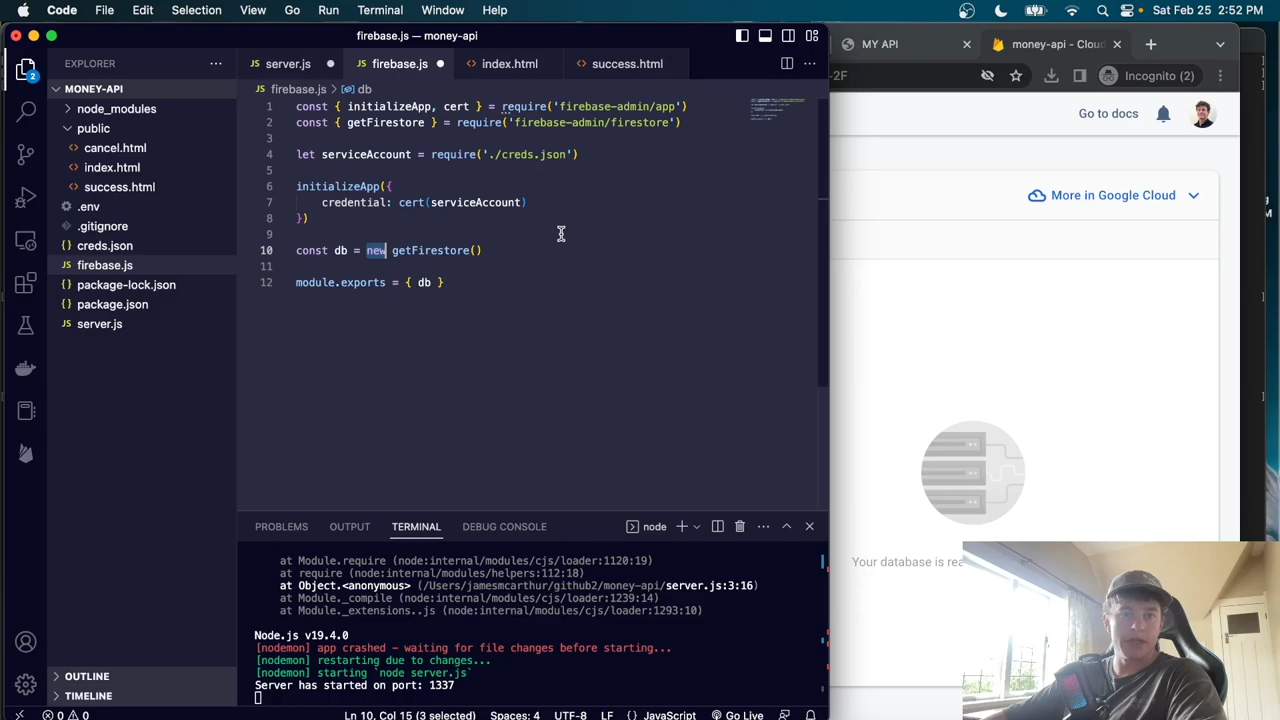 Code File Edit Selection View Go Run Terminal Window Help Sat Feb 25 2:52 PM
firebase.js — money-api
MY API
money-api – Cloud
EXPLORER
server.js
firebase.js
index.html
success.html
-2F
Incognito (2)
MONEY-API
firebase.js > db
node_modules
public
cancel.html
index.html
success.html
.env
.gitignore
creds.json
firebase.js
package-lock.json
package.json
server.js
2
1 const { initializeApp, cert } = require('firebase-admin/app')
2 const { getFirestore } = require('firebase-admin/firestore')
3
4 let serviceAccount = require('./creds.json')
5
6 initializeApp({
7 credential: cert(serviceAccount)
8 })
9
10 const db = new getFirestore()
11
12 module.exports = { db }
Go to docs
More in Google Cloud
Your database is rea
PROBLEMS OUTPUT TERMINAL DEBUG CONSOLE
node
at Module.require (node:internal/modules/cjs/loader:1120:19)
at require (node:internal/modules/helpers:112:18)
at Object.<anonymous> (/Users/jamesmcarthur/github2/money-api/server.js:3:16)
at Module._compile (node:internal/modules/cjs/loader:1239:14)
at Module._extensions..js (node:internal/modules/cjs/loader:1293:10)
Node.js v19.4.0
[nodemon] app crashed - waiting for file changes before starting...
[nodemon] restarting due to changes...
[nodemon] starting `node server.js`
Server has started on port: 1337
OUTLINE
TIMELINE
0 0 Ln 10, Col 15 (3 selected) Spaces: 4 UTF-8 LF JavaScript Go Live